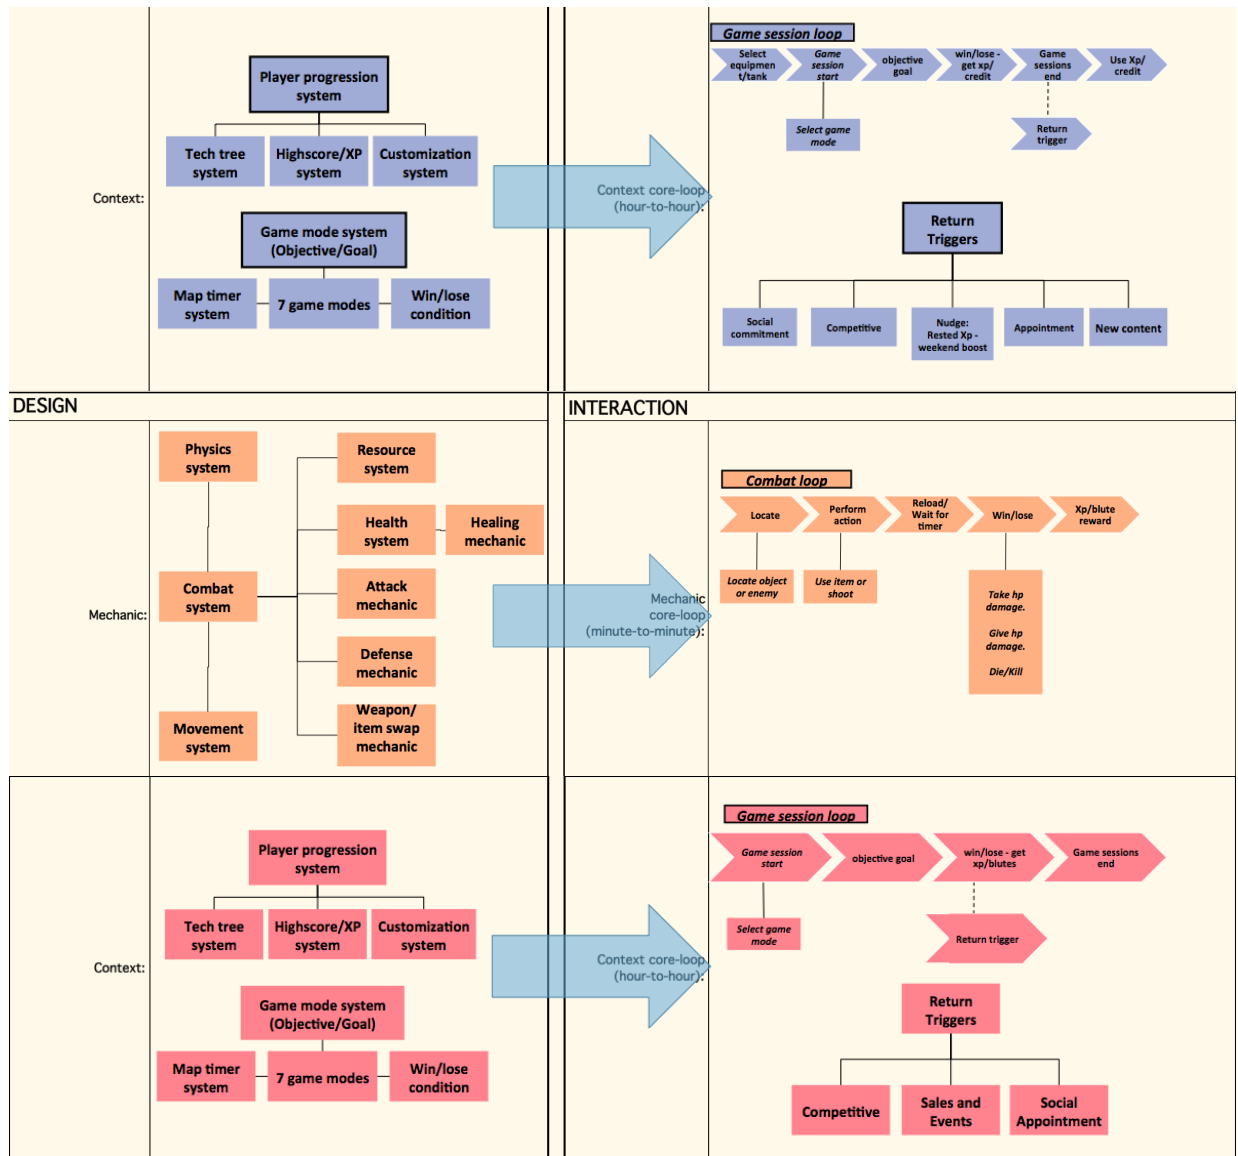 Player progression
system
Tech tree
system
Highscore/XP
system
Customization
system
Context:
Game mode system
(Objective/Goal)
Map timer
system
7 game modes
Win/lose
condition
Game session loop
Select
equipmen
t/tank
Game
session
start
objective
goal
win/lose -
get xp/
credit
Game
sessions
end
Use Xp/
credit
Select game
mode
Return
trigger
Context core-loop
(hour-to-hour):
Return
Triggers
Social
commitment
Competitive
Nudge:
Rested Xp -
weekend boost
Appointment
New content
DESIGN
INTERACTION
Physics
system
Resource
system
Health
system
Healing
mechanic
Combat
system
Attack
mechanic
Mechanic:
Defense
mechanic
Movement
system
Weapon/
item swap
mechanic
Combat loop
Locate
Perform
action
Reload/
Wait for
timer
Win/lose
Xp/blute
reward
Locate object
or enemy
Use item or
shoot
Take hp
damage.
Give hp
damage.
Die/Kill
Mechanic
core-loop
(minute-to-minute):
Player progression
system
Tech tree
system
Highscore/XP
system
Customization
system
Context:
Game mode system
(Objective/Goal)
Map timer
system
7 game modes
Win/lose
condition
Game session loop
Game session
start
objective goal
win/lose - get
xp/blutes
Game sessions
end
Select game
mode
Return trigger
Context core-loop
(hour-to-hour):
Return
Triggers
Competitive
Sales and
Events
Social
Appointment